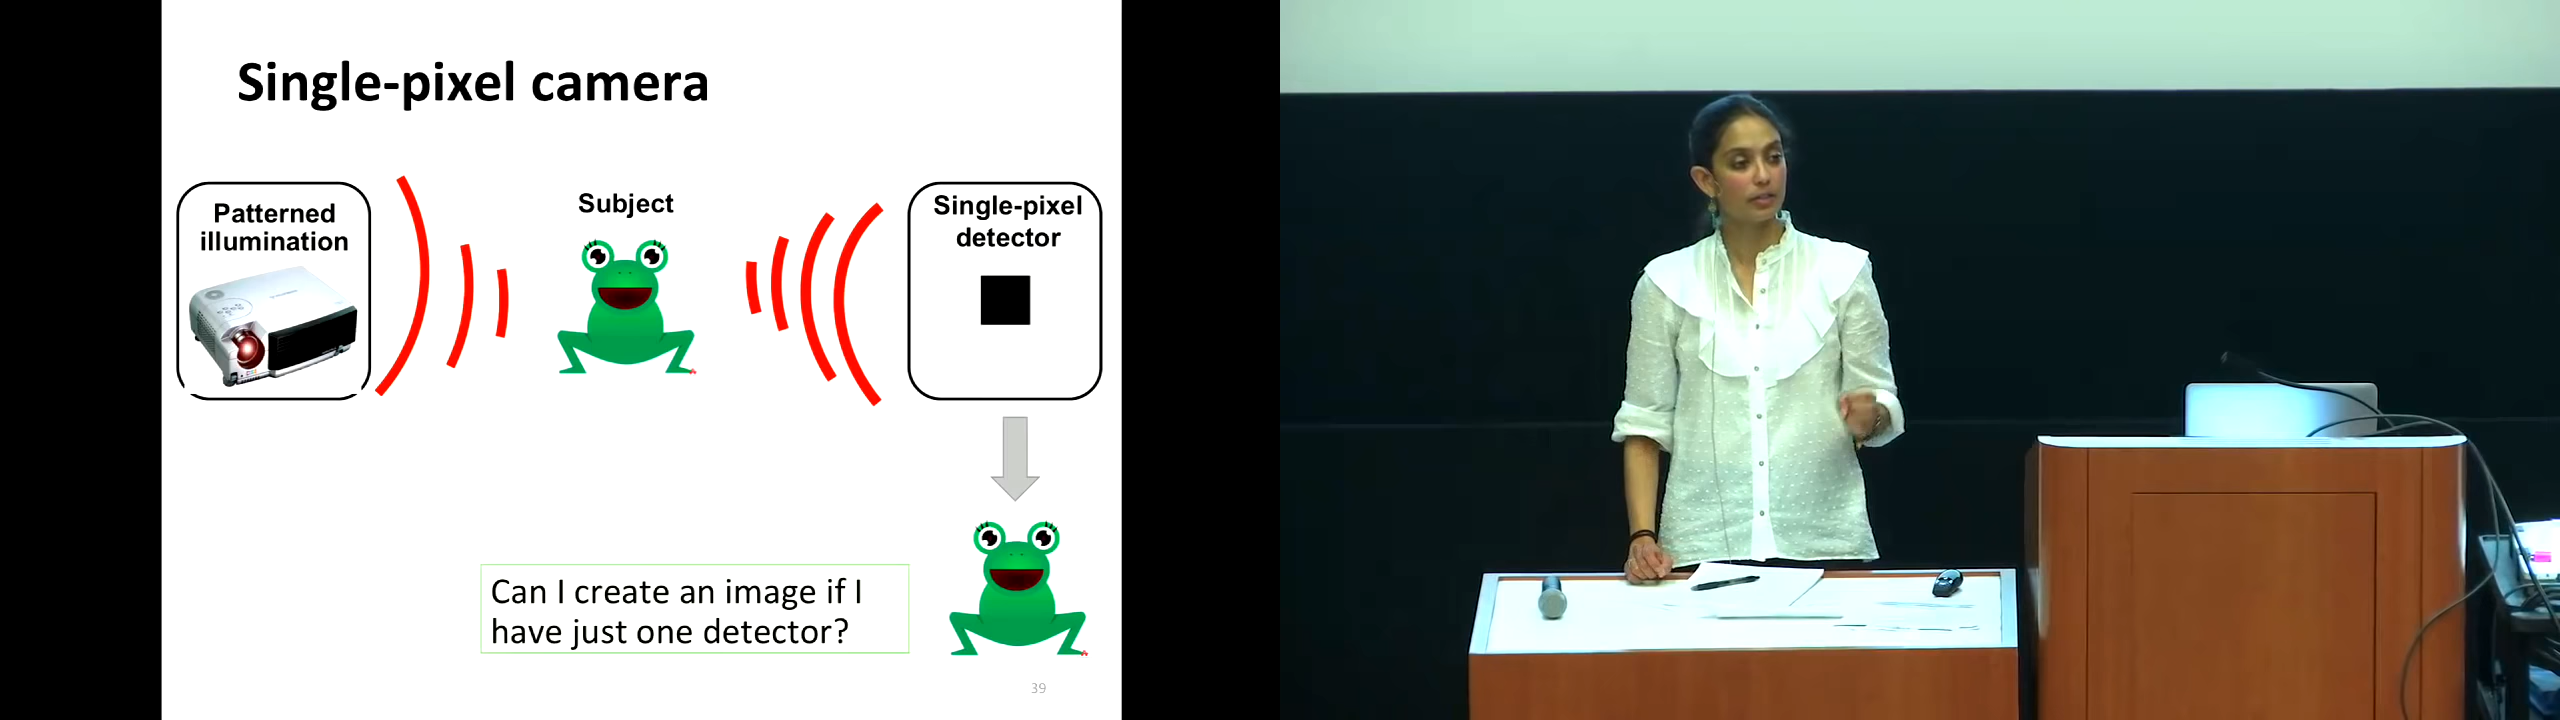 Single-pixel camera
Patterned
illumination
Subject
Single-pixel
detector
Can I create an image if I
have just one detector?
39